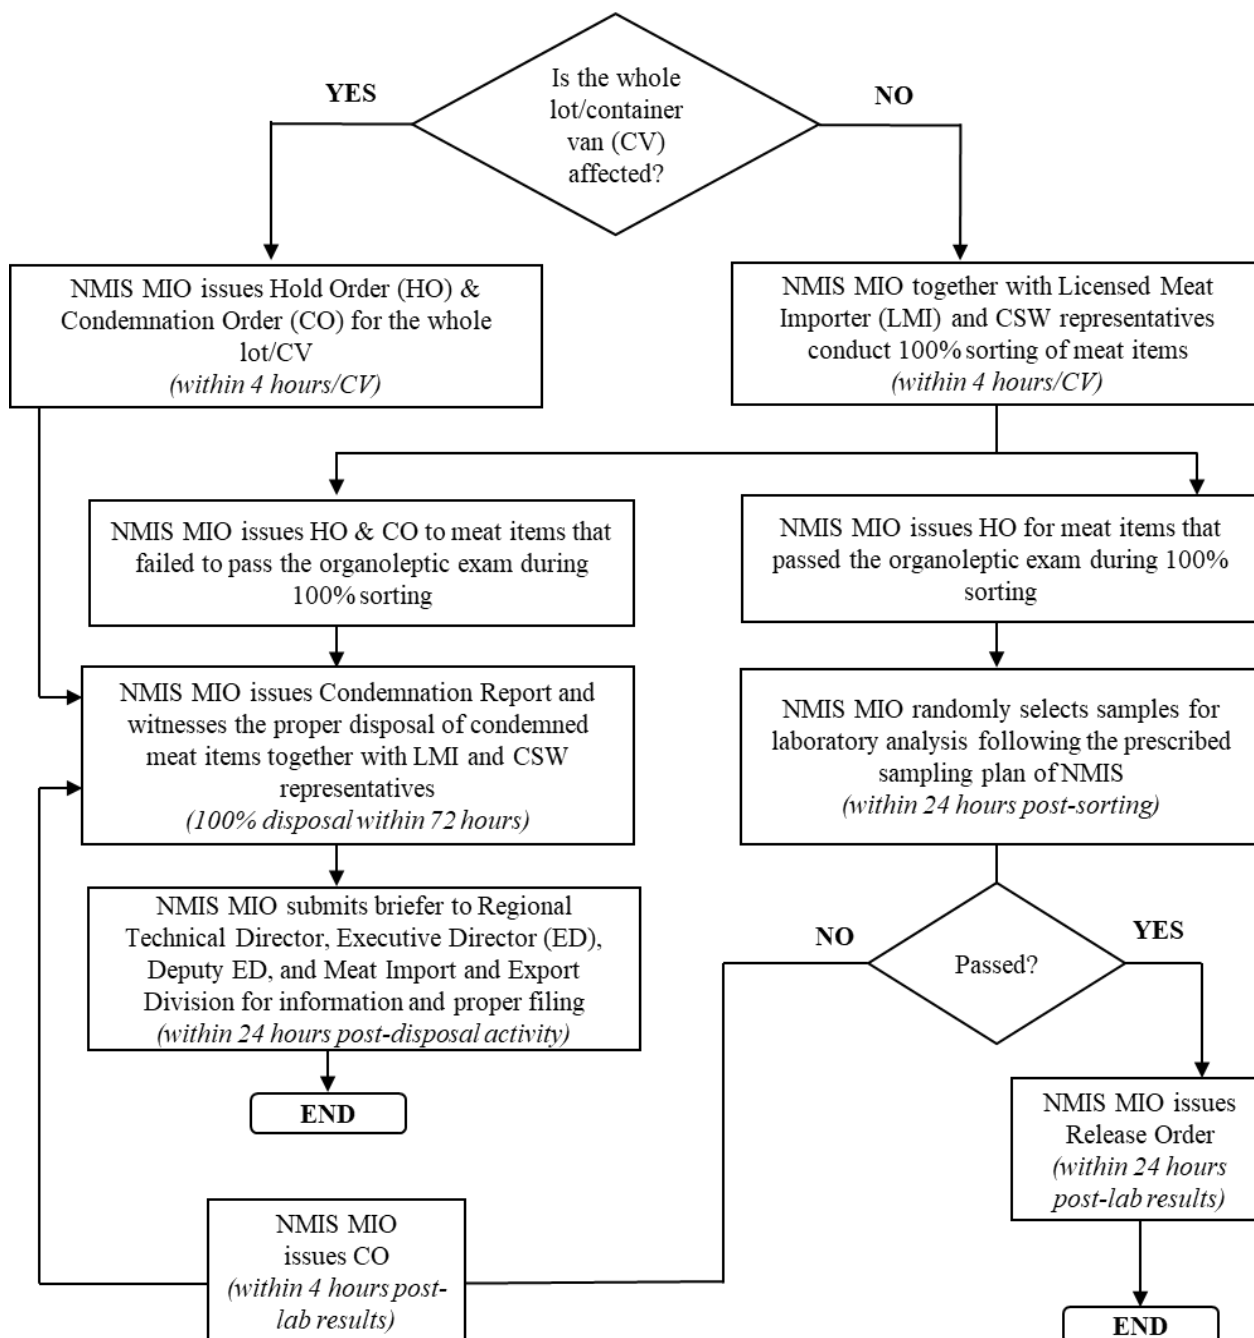 Is the whole
lot/container
van (CV)
affected?
YES
NO
NMIS MIO issues Hold Order (HO) &
Condemnation Order (CO) for the whole
lot/CV
(within 4 hours/CV)
NMIS MIO together with Licensed Meat
Importer (LMI) and CSW representatives
conduct 100% sorting of meat items
(within 4 hours/CV)
NMIS MIO issues HO & CO to meat items that
failed to pass the organoleptic exam during
100% sorting
NMIS MIO issues HO for meat items that
passed the organoleptic exam during 100%
sorting
NMIS MIO issues Condemnation Report and
witnesses the proper disposal of condemned
meat items together with LMI and CSW
representatives
(100% disposal within 72 hours)
NMIS MIO randomly selects samples for
laboratory analysis following the prescribed
sampling plan of NMIS
(within 24 hours post-sorting)
NMIS MIO submits briefer to Regional
Technical Director, Executive Director (ED),
Deputy ED, and Meat Import and Export
Division for information and proper filing
(within 24 hours post-disposal activity)
END
NO
YES
Passed?
NMIS MIO issues
Release Order
(within 24 hours
post-lab results)
NMIS MIO
issues CO
(within 4 hours post-
lab results)
END